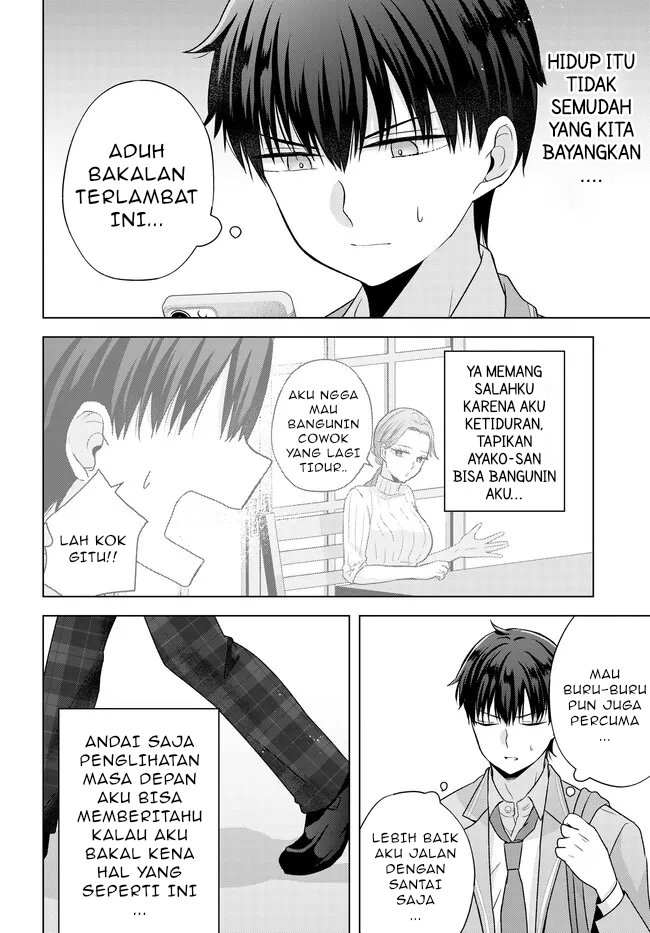 HIDUP ITU
TIDAK
SEMUDAH
YANG KITA
BAYANGKAN
....
ADUH
BAKALAN
TERLAMBAT
INI...
YA MEMANG
SALAHKU
KARENA AKU
KETIDURAN,
TAPIKAN
AYAKO-SAN
BISA BANGUNIN
AKU...
AKU NGGA
MAU
BANGUNIN
COWOK
YANG LAGI
TIDUR..
LAH KOK
GITU!!
ANDAI SAJA
PENGLIHATAN
MASA DEPAN
AKU BISA
MEMBERITAHU
KALAU AKU
BAKAL KENA
HAL YANG
SEPERTI INI
...
MAU
BURU-BURU
PUN JUGA
PERCUMA
...
LEBIH BAIK
AKU JALAN
DENGAN
SANTAI
SAJA
...